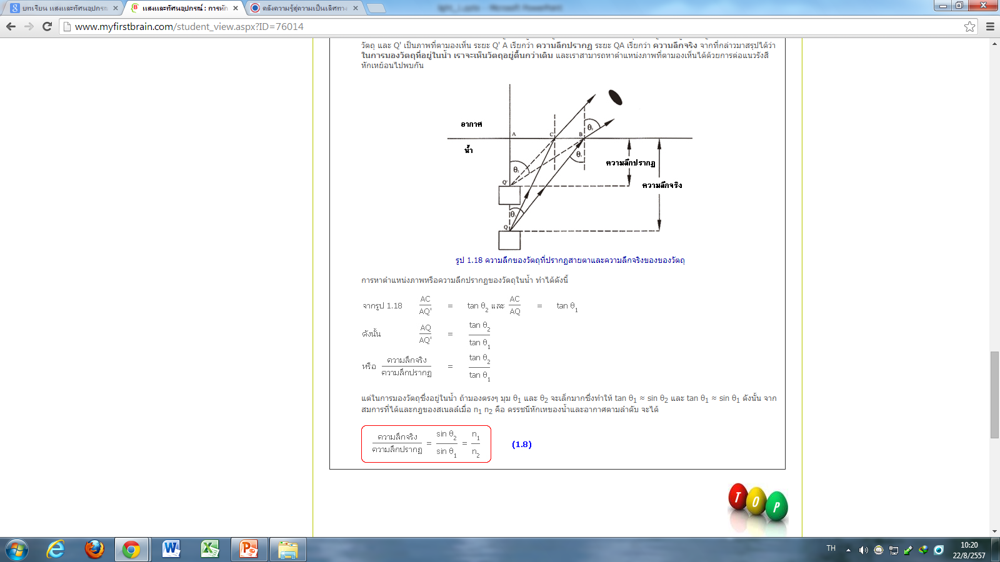 บทเรียน แสงและทัศนอุปกรณ
แสงและทัศนอุปกรณ์ : การหัก
คลังความรู้สู่ความเป็นเลิศทาง
light_1.pptx - Microsoft PowerPoint
www.myfirstbrain.com/student_view.aspx?ID=76014
วัตถุ และ Q' เป็นภาพที่ตามองเห็น ระยะ Q' A เรียกว่า ความลึกปรากฏ ระยะ QA เรียกว่า ความลึกจริง จากที่กล่าวมาสรุปได้ว่า
ในการมองวัตถุที่อยู่ในน้ำ เราจะเห็นวัตถุอยู่ตื้นกว่าเดิม และเราสามารถหาตำแหน่งภาพที่ตามองเห็นได้ด้วยการต่อแนวรังสี
หักเหย้อนไปพบกัน
อากาศ
A C B θ₂
น้ำ
θ₁
ความลึกปรากฏ
θ₂
Q'
ความลึกจริง
θ₁
Q
รูป 1.18 ความลึกของวัตถุที่ปรากฏสายตาและความลึกจริงของของวัตถุ
การหาตำแหน่งภาพหรือความลึกปรากฏของวัตถุในน้ำ ทำได้ดังนี้
จากรูป 1.18 AC/AQ' = tan θ₂ และ AC/AQ = tan θ₁
ดังนั้น AQ/AQ' = tan θ₂/tan θ₁
หรือ ความลึกจริง/ความลึกปรากฏ = tan θ₂/tan θ₁
แต่ในการมองวัตถุซึ่งอยู่ในน้ำ ถ้ามองตรงๆ มุม θ₁ และ θ₂ จะเล็กมากซึ่งทำให้ tan θ₁ ≈ sin θ₂ และ tan θ₁ ≈ sin θ₁ ดังนั้น จาก
สมการที่ได้และกฎของสเนลล์เมื่อ n₁ n₂ คือ ดรรชนีหักเหของน้ำและอากาศตามลำดับ จะได้
ความลึกจริง/ความลึกปรากฏ = sin θ₂/sin θ₁ = n₁/n₂ (1.8)
TOP
TH
10:20
22/8/2557